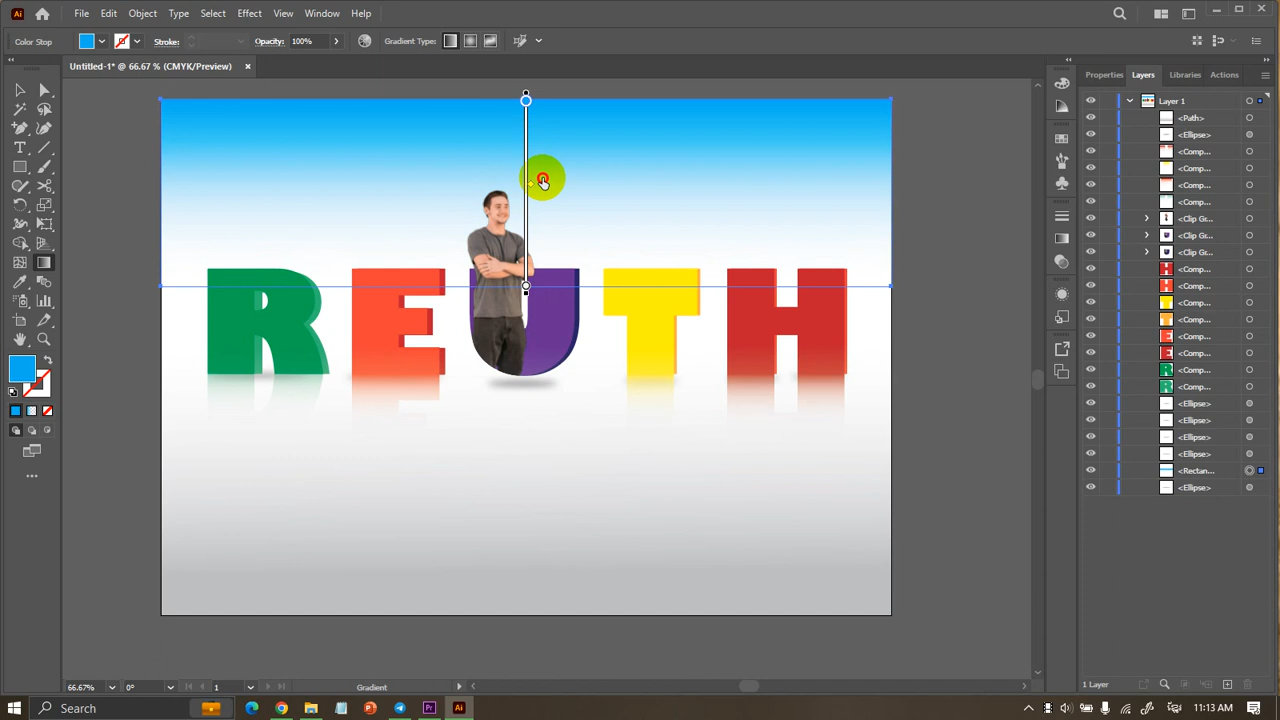 File Edit Object Type Select Effect View Window Help
Color Stop Stroke: Opacity: 100% Gradient Type:
Untitled-1* @ 66.67 % (CMYK/Preview) ×
Properties Layers Libraries Actions
Layer 1
<Path>
<Ellipse>
<Comp...
<Comp...
<Comp...
<Comp...
<Clip Gr...
<Clip Gr...
<Clip Gr...
<Comp...
<Comp...
<Comp...
<Comp...
<Comp...
<Comp...
<Comp...
<Comp...
<Ellipse>
<Ellipse>
<Ellipse>
<Ellipse>
<Rectan...
<Ellipse>
REUTH
66.67% 0° 1 Gradient
1 Layer
Search
11:13 AM